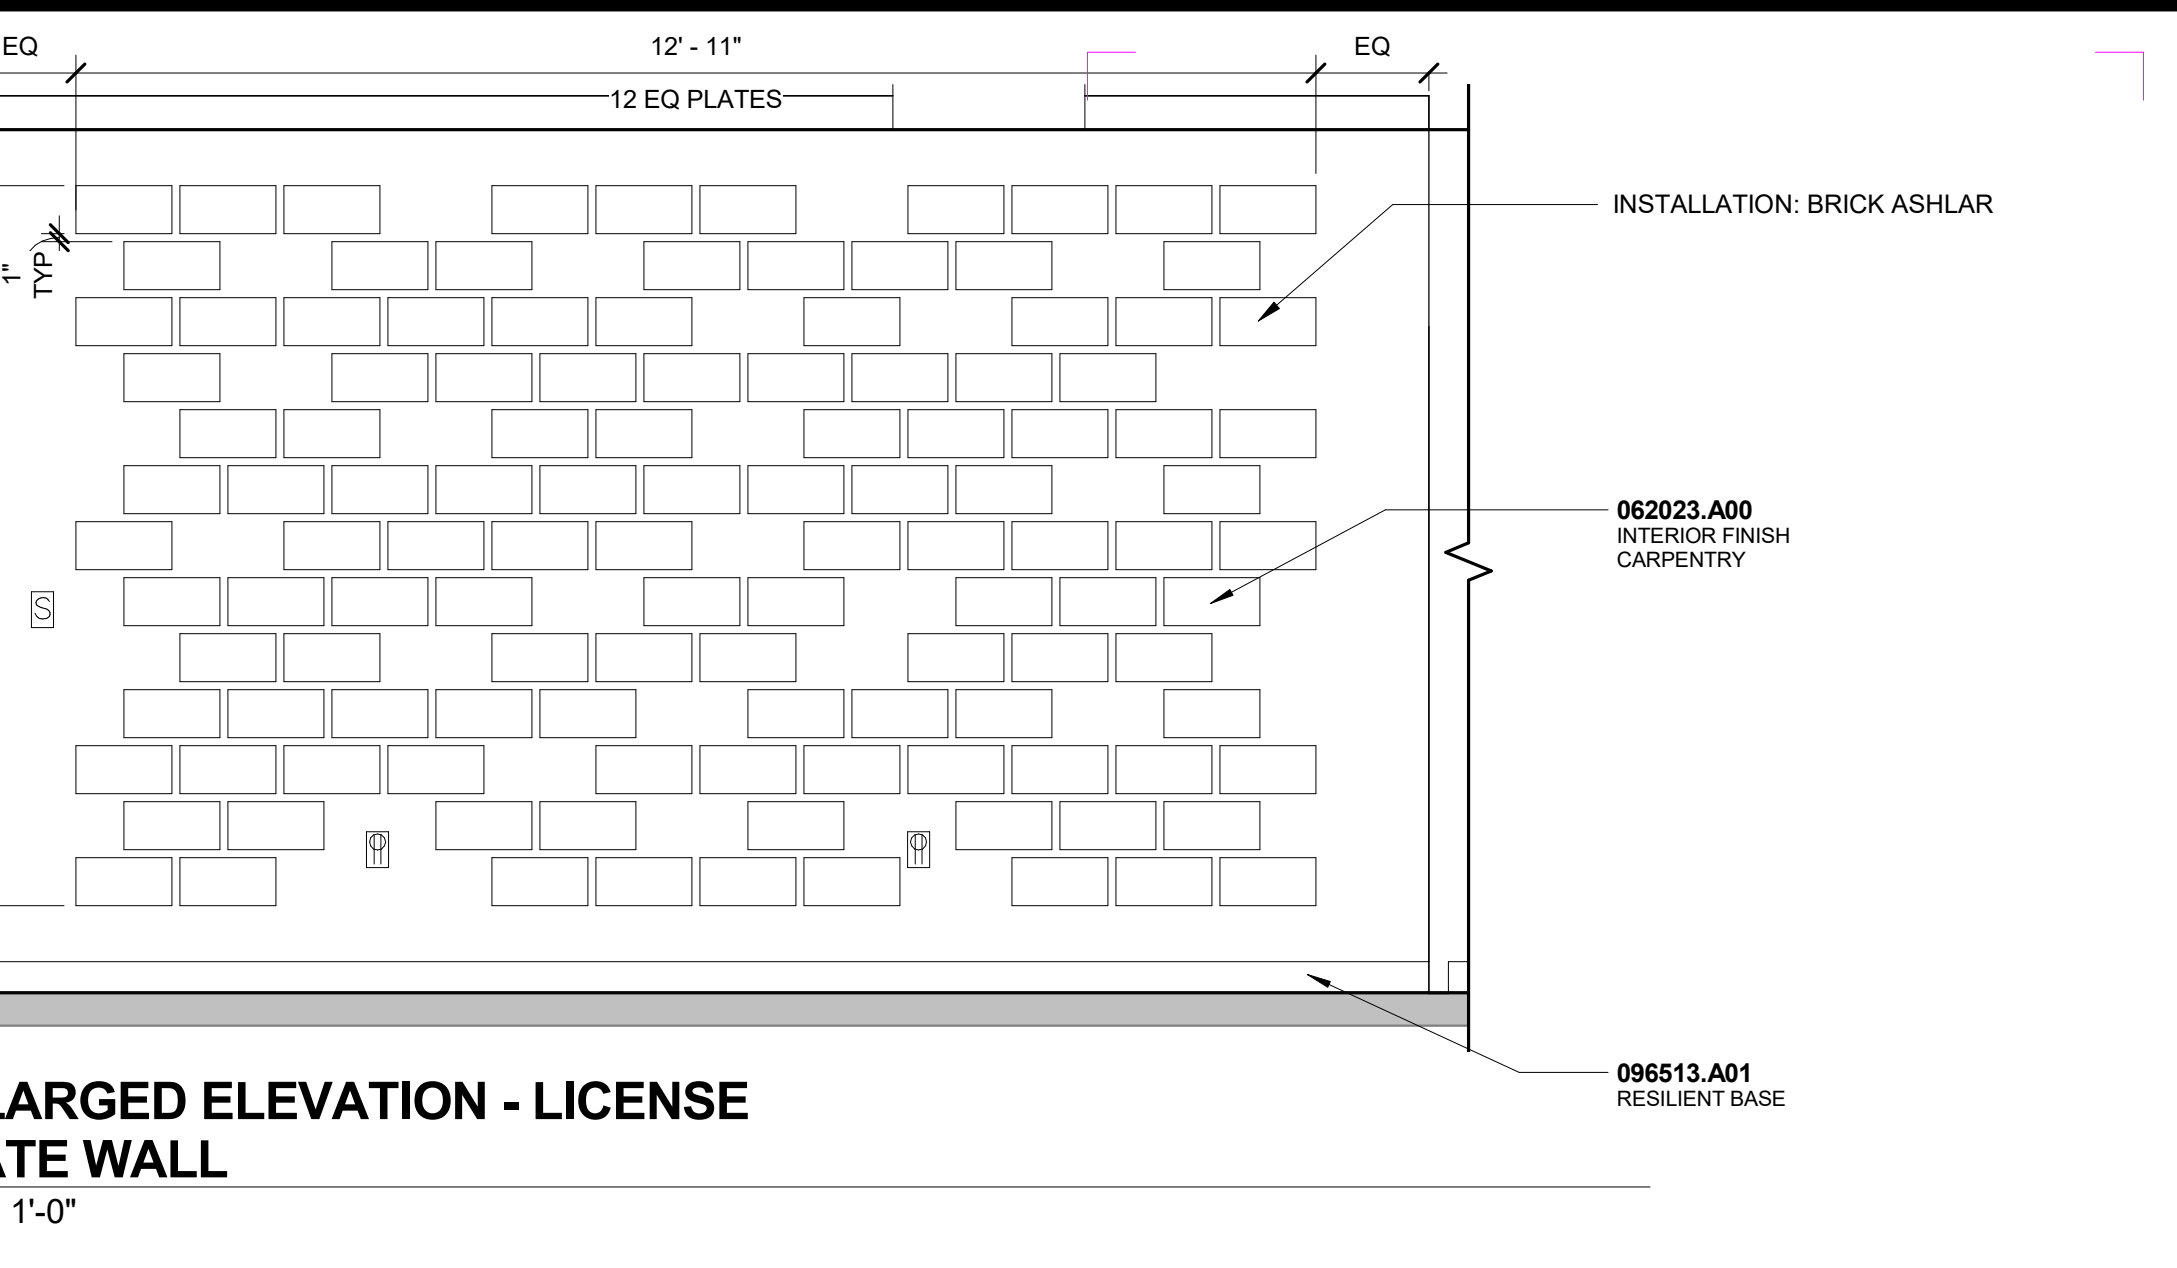 EQ
12' - 11"
EQ
12 EQ PLATES
INSTALLATION: BRICK ASHLAR
1"
TYP
062023.A00
INTERIOR FINISH
CARPENTRY
S
096513.A01
RESILIENT BASE
LARGED ELEVATION - LICENSE
ATE WALL
1'-0"